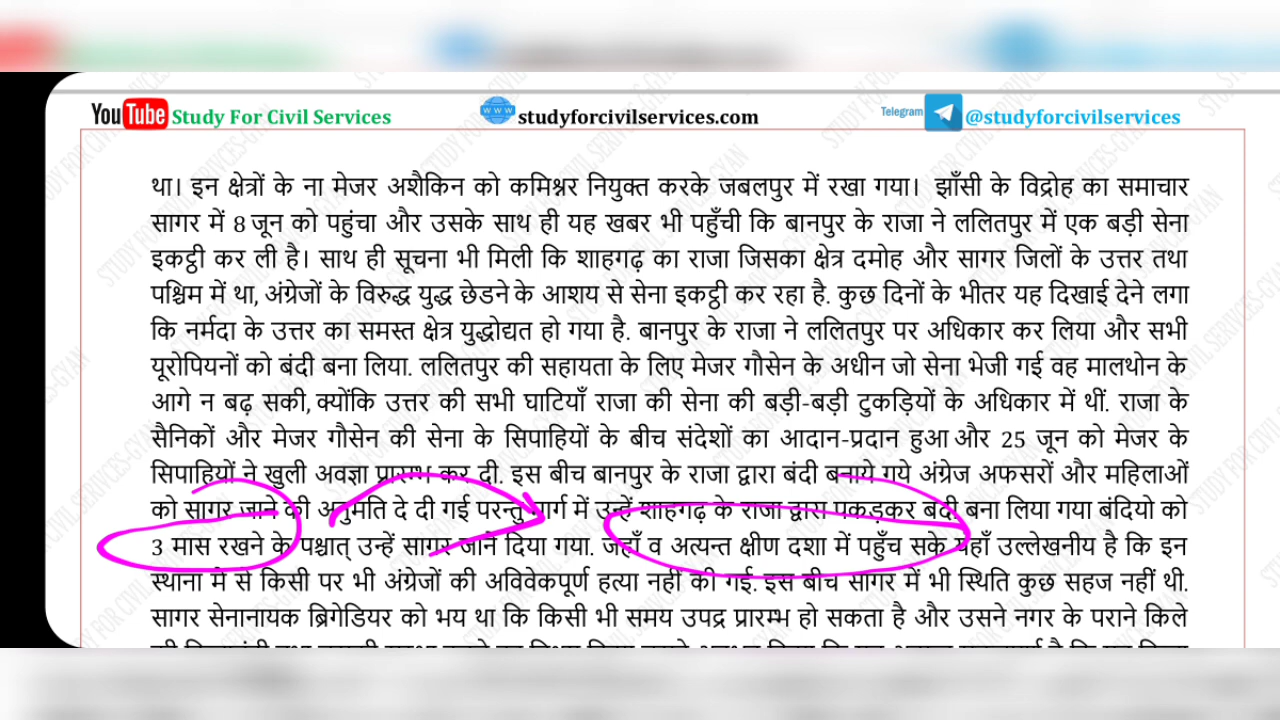 YouTube Study For Civil Services www studyforcivilservices.com Telegram @studyforcivilservices
था। इन क्षेत्रों के ना मेजर अशैकिन को कमिश्नर नियुक्त करके जबलपुर में रखा गया। झाँसी के विद्रोह का समाचार
सागर में 8 जून को पहुंचा और उसके साथ ही यह खबर भी पहुँची कि बानपुर के राजा ने ललितपुर में एक बड़ी सेना
इकट्ठी कर ली है। साथ ही सूचना भी मिली कि शाहगढ़ का राजा जिसका क्षेत्र दमोह और सागर जिलों के उत्तर तथा
पश्चिम में था, अंग्रेजों के विरुद्ध युद्ध छेडने के आशय से सेना इकट्ठी कर रहा है. कुछ दिनों के भीतर यह दिखाई देने लगा
कि नर्मदा के उत्तर का समस्त क्षेत्र युद्धोद्यत हो गया है. बानपुर के राजा ने ललितपुर पर अधिकार कर लिया और सभी
यूरोपियनों को बंदी बना लिया. ललितपुर की सहायता के लिए मेजर गौसेन के अधीन जो सेना भेजी गई वह मालथोन के
आगे न बढ़ सकी, क्योंकि उत्तर की सभी घाटियाँ राजा की सेना की बड़ी-बड़ी टुकड़ियों के अधिकार में थीं. राजा के
सैनिकों और मेजर गौसेन की सेना के सिपाहियों के बीच संदेशों का आदान-प्रदान हुआ और 25 जून को मेजर के
सिपाहियों ने खुली अवज्ञा प्रारम्भ कर दी. इस बीच बानपुर के राजा द्वारा बंदी बनाये गये अंग्रेज अफसरों और महिलाओं
को सागर जाने की अनुमति दे दी गई परन्तु मार्ग में उन्हें शाहगढ़ के राजा द्वारा पकड़कर बंदी बना लिया गया बंदियो को
3 मास रखने के पश्चात् उन्हें सागर जाने दिया गया. जहाँ व अत्यन्त क्षीण दशा में पहुँच सके यहाँ उल्लेखनीय है कि इन
स्थाना में से किसी पर भी अंग्रेजों की अविवेकपूर्ण हत्या नहीं की गई. इस बीच सागर में भी स्थिति कुछ सहज नहीं थी.
सागर सेनानायक ब्रिगेडियर को भय था कि किसी भी समय उपद्र प्रारम्भ हो सकता है और उसने नगर के पराने किले